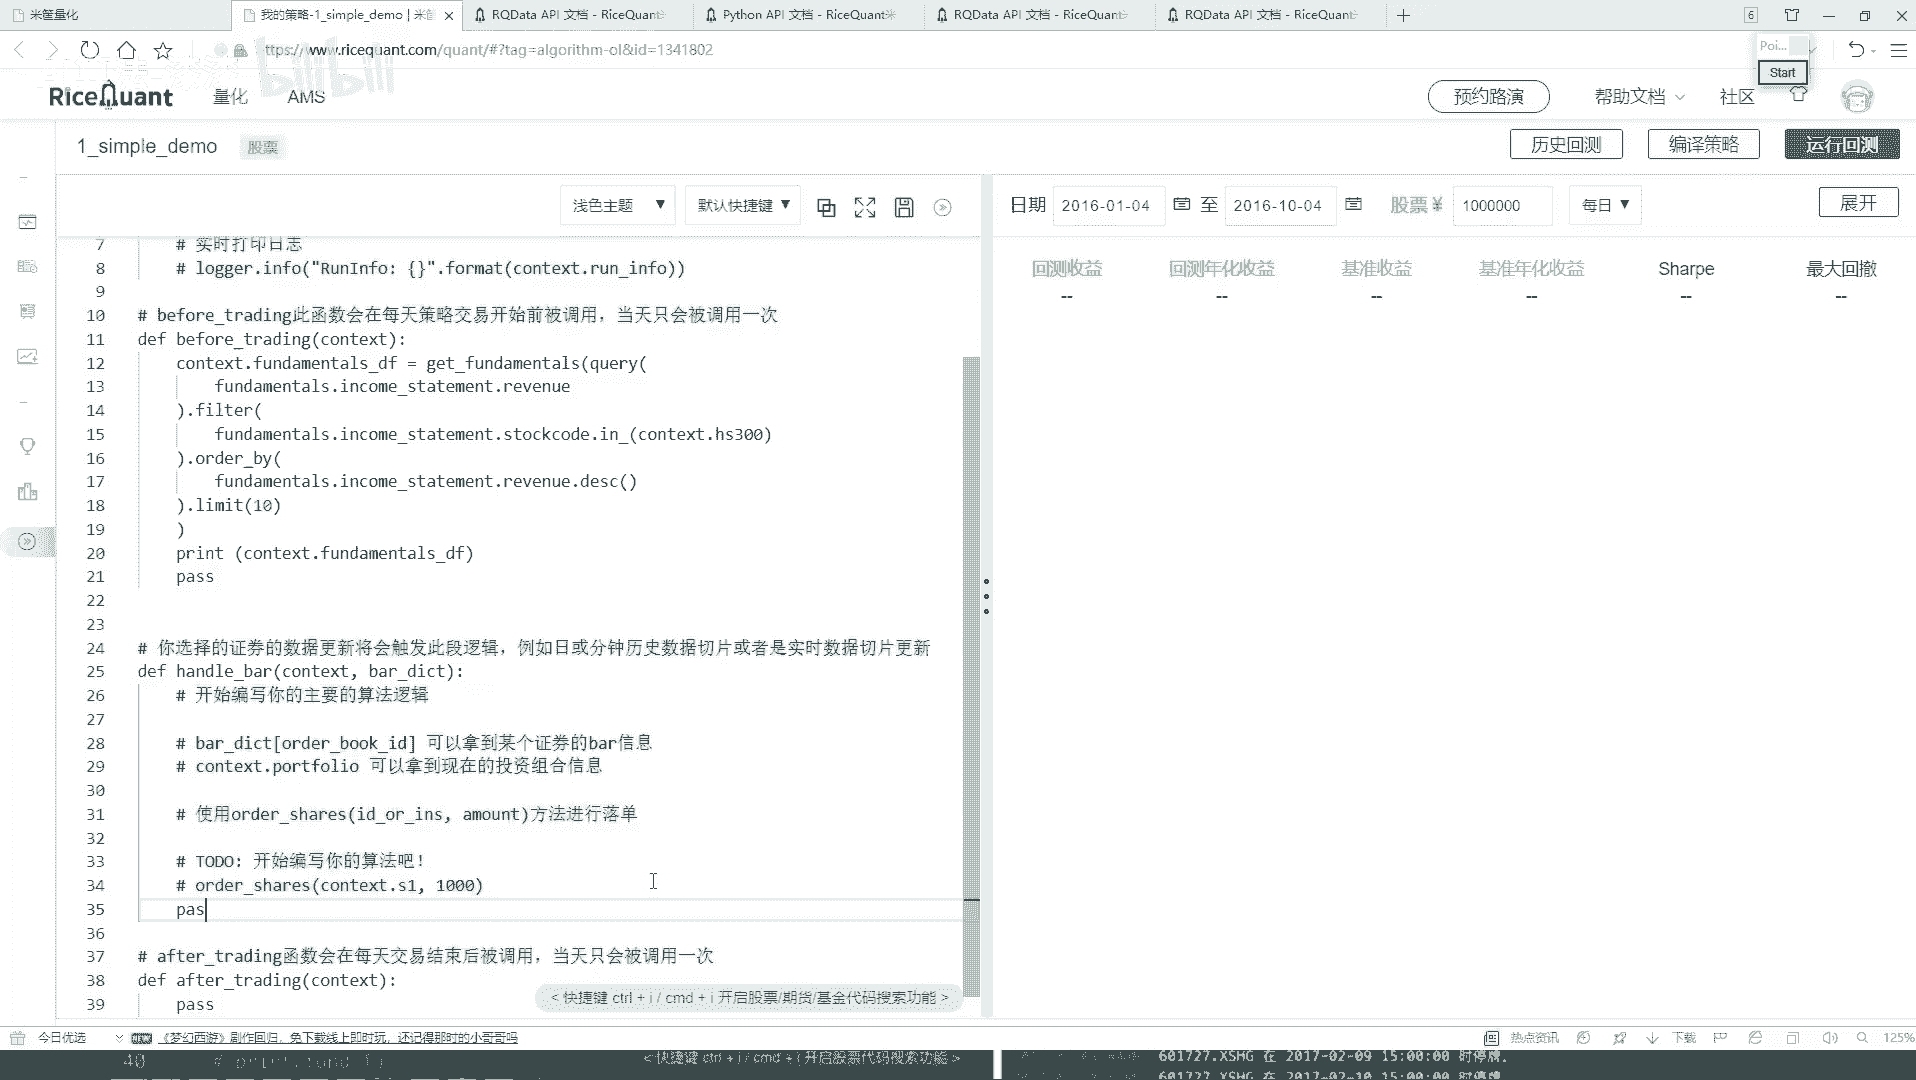 米筐量化
我的策略-1_simple_demo | 米筐
RQData API 文档 - RiceQuant
Python API 文档 - RiceQuant米
RQData API 文档 - RiceQuant
RQData API 文档 - RiceQuant
6
ttps://www.ricequant.com/quant/#?tag=algorithm-ol&id=1341802
Poi...
Start
bilibili
RiceQuant
量化
AMS
预约路演
帮助文档
社区
1_simple_demo
股票
历史回测
编译策略
运行回测
浅色主题 ▼
默认快捷键 ▼
日期 2016-01-04 至 2016-10-04 股票 ¥ 1000000 每日 ▼
展开
回测收益 回测年化收益 基准收益 基准年化收益 Sharpe 最大回撤
-- -- -- -- -- --
7 # 实时打印日志
8 # logger.info("RunInfo: {}".format(context.run_info))
9
10 # before_trading此函数会在每天策略交易开始前被调用，当天只会被调用一次
11 def before_trading(context):
12 context.fundamentals_df = get_fundamentals(query(
13 fundamentals.income_statement.revenue
14 ).filter(
15 fundamentals.income_statement.stockcode.in_(context.hs300)
16 ).order_by(
17 fundamentals.income_statement.revenue.desc()
18 ).limit(10)
19 )
20 print (context.fundamentals_df)
21 pass
22
23
24 # 你选择的证券的数据更新将会触发此段逻辑，例如日或分钟历史数据切片或者是实时数据切片更新
25 def handle_bar(context, bar_dict):
26 # 开始编写你的主要的算法逻辑
27
28 # bar_dict[order_book_id] 可以拿到某个证券的bar信息
29 # context.portfolio 可以拿到现在的投资组合信息
30
31 # 使用order_shares(id_or_ins, amount)方法进行落单
32
33 # TODO: 开始编写你的算法吧！
34 # order_shares(context.s1, 1000)
35 pas
36
37 # after_trading函数会在每天交易结束后被调用，当天只会被调用一次
38 def after_trading(context):
39 pass
< 快捷键 ctrl + i / cmd + i 开启股票/期货/基金代码搜索功能 >
今日优选
NEW
《梦幻西游》剧作回归，免下载线上即时玩，还记得那时的小哥哥吗
热点资讯
下载
125%
40
< 快捷键 ctrl + i / cmd + i 开启股票代码搜索功能 >
601727.XSHG 在 2017-02-09 15:00:00 时停牌.
601727.XSHG 在 2017-02-10 15:00:00 时停牌.